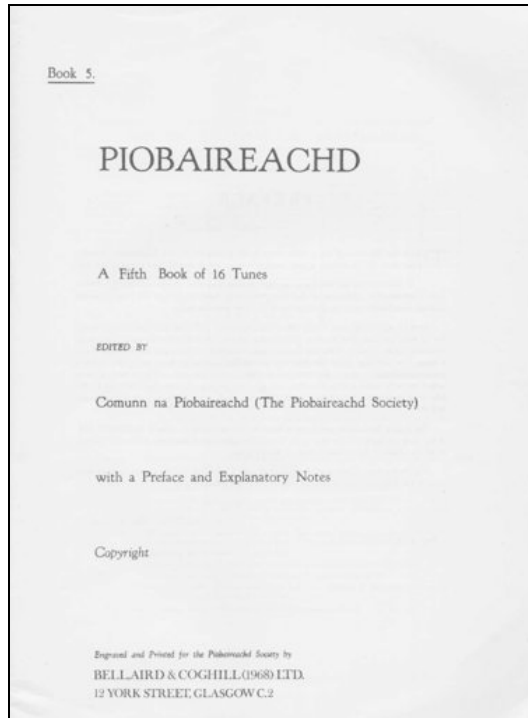 Book 5.
PIOBAIREACHD
A Fifth Book of 16 Tunes
EDITED BY
Comunn na Piobaireachd (The Piobaireachd Society)
with a Preface and Explanatory Notes
Copyright
Engraved and Printed for the Piobaireachd Society by
BELLAIRD & COGHILL (1968) LTD.
12 YORK STREET, GLASGOW C.2